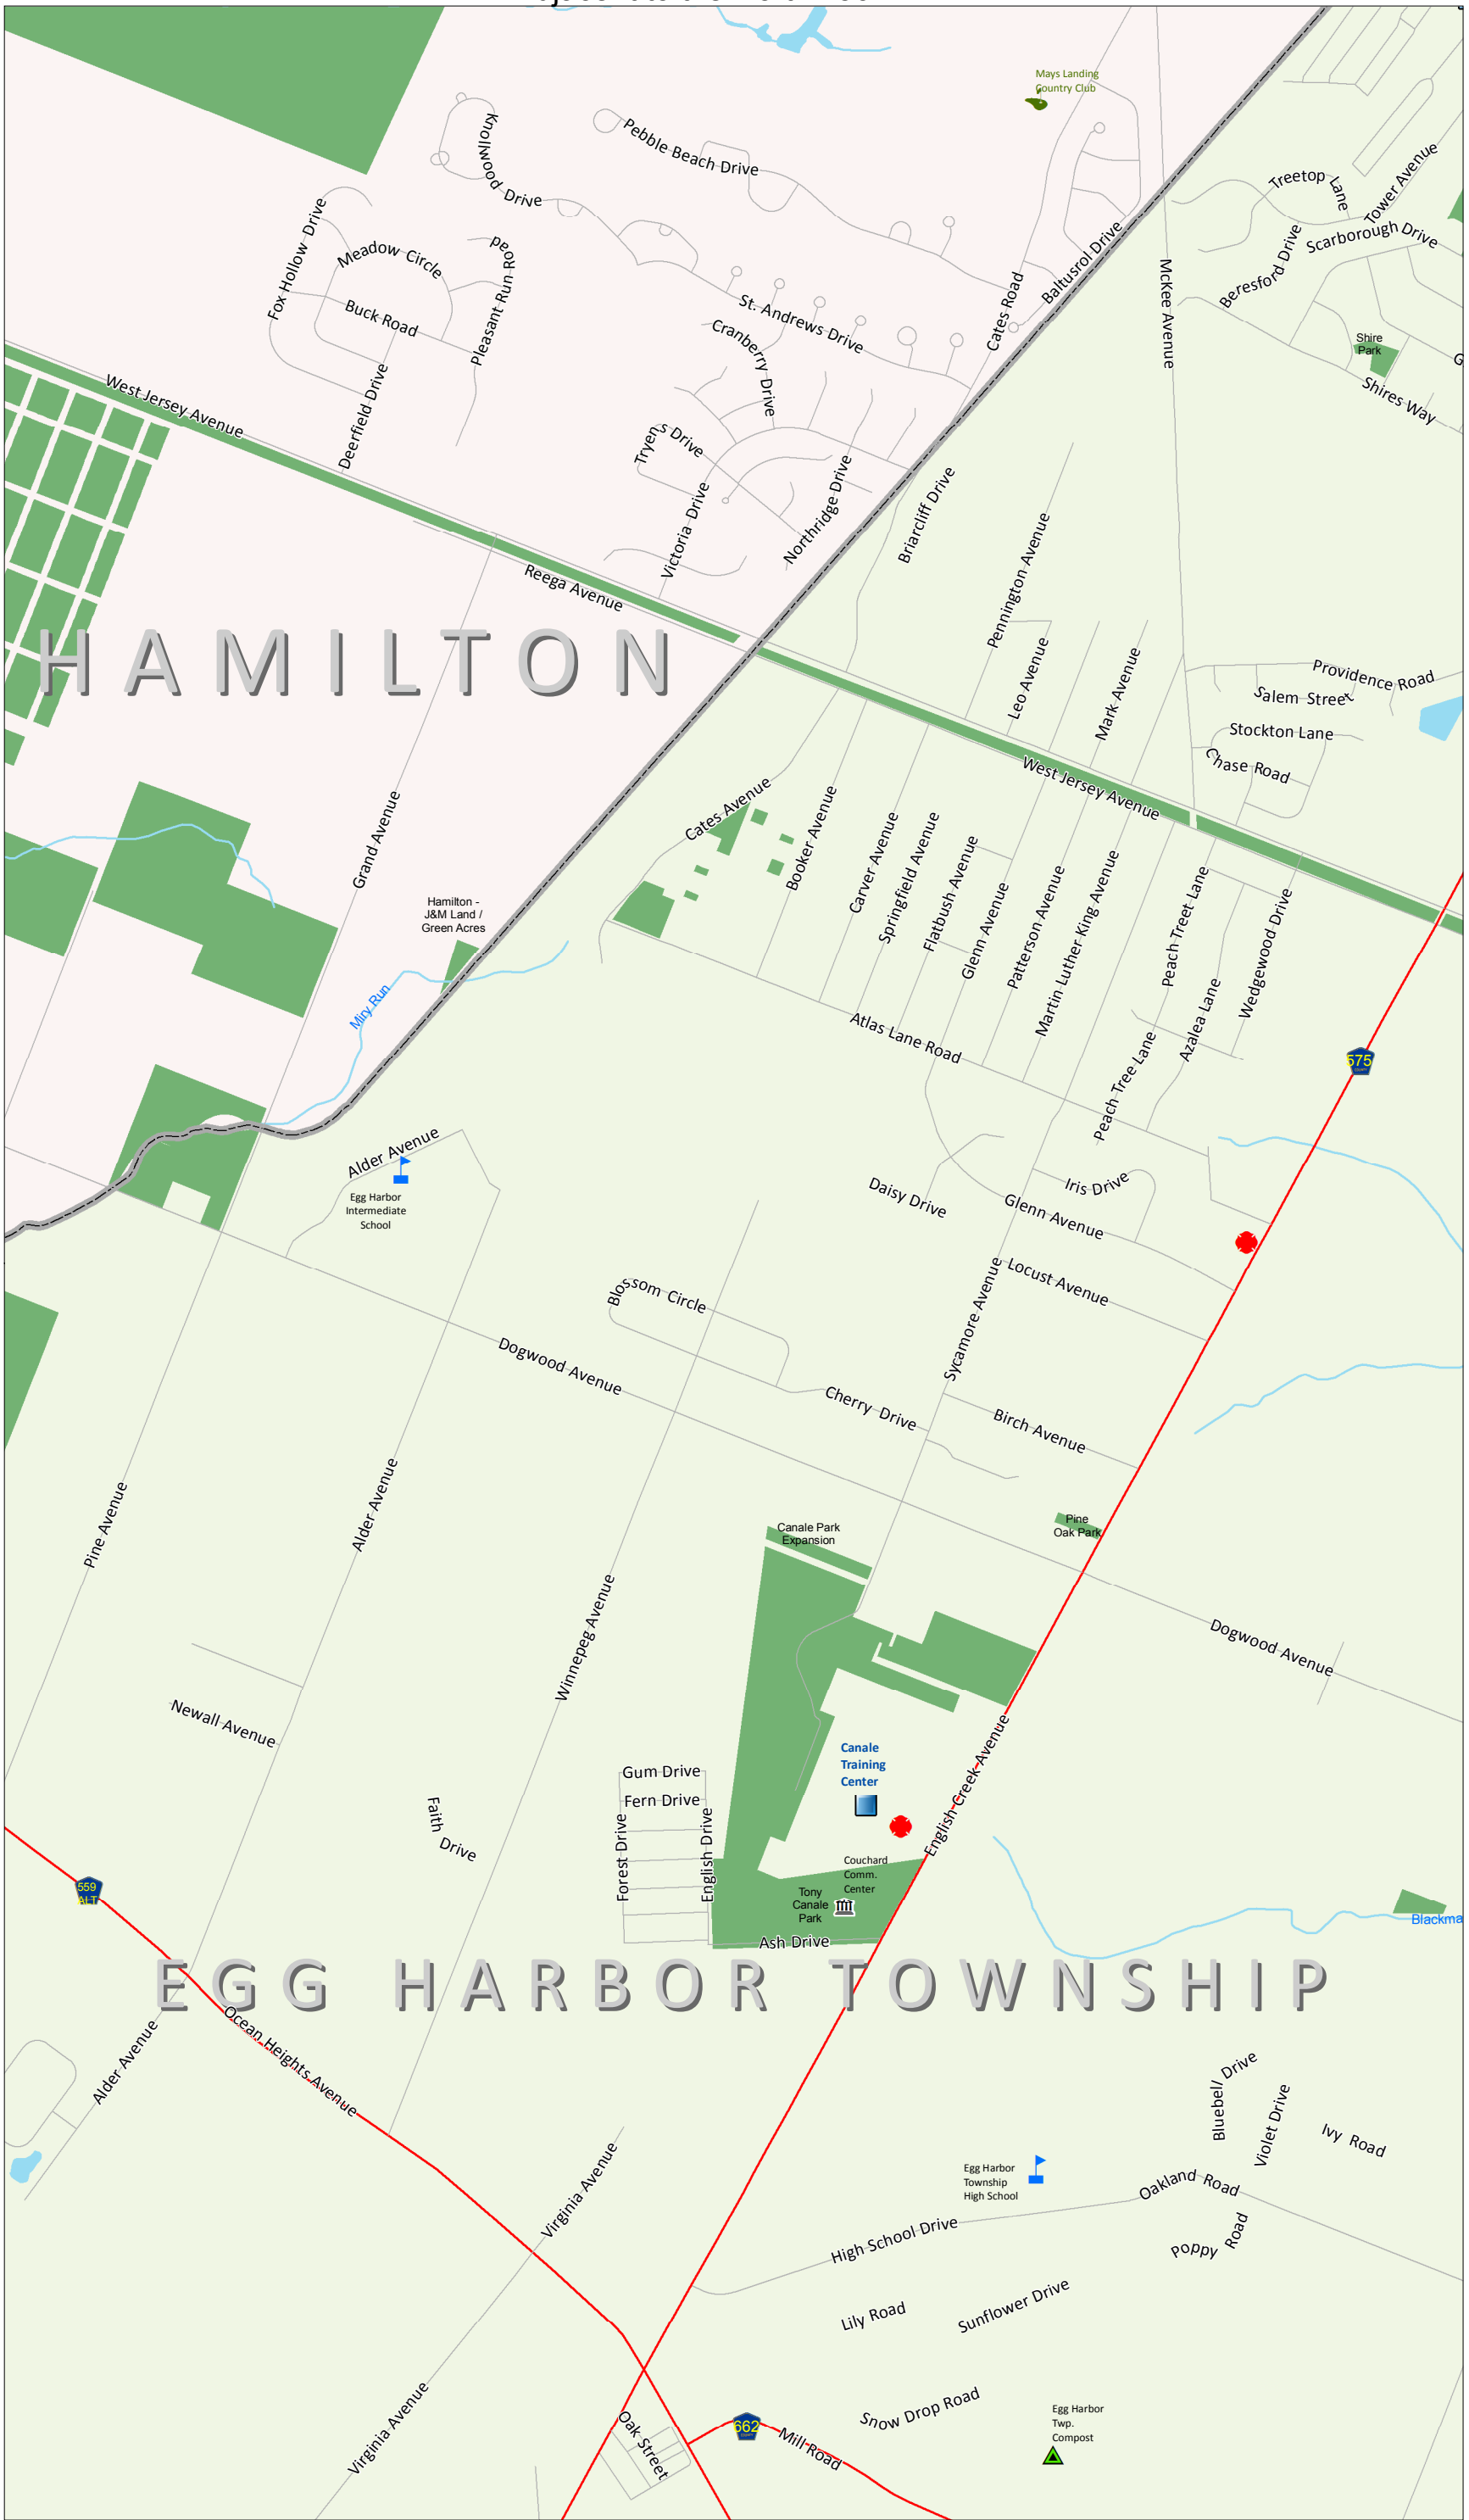 Mays Landing
Country Club
Knollwood Drive
Pebble Beach Drive
Treetop Lane
Tower Avenue
Scarborough Drive
Beresford Drive
Fox Hollow Drive
Meadow Circle
Buck Road
Pleasant Run Road
Deerfield Drive
St. Andrews Drive
Cranberry Drive
Cates Road
Baltusrol Drive
McKee Avenue
Shire
Park
G
Shires Way
West Jersey Avenue
Tryens Drive
Victoria Drive
Northridge Drive
Briarcliff Drive
Pennington Avenue
Reega Avenue
HAMILTON
Leo Avenue
Mark Avenue
Providence Road
Salem Street
Stockton Lane
Chase Road
West Jersey Avenue
Cates Avenue
Grand Avenue
Booker Avenue
Carver Avenue
Springfield Avenue
Flatbush Avenue
Glenn Avenue
Patterson Avenue
Martin Luther King Avenue
Peach Treet Lane
Azalea Lane
Wedgewood Drive
Hamilton -
J&M Land /
Green Acres
Miry Run
Atlas Lane Road
Peach Tree Lane
575
Alder Avenue
Egg Harbor
Intermediate
School
Daisy Drive
Iris Drive
Glenn Avenue
Locust Avenue
Sycamore Avenue
Blossom Circle
Dogwood Avenue
Cherry Drive
Birch Avenue
Pine Avenue
Alder Avenue
Winnepeg Avenue
Canale Park
Expansion
Pine
Oak Park
Dogwood Avenue
Newall Avenue
Canale
Training
Center
English Creek Avenue
Gum Drive
Fern Drive
Forest Drive
English Drive
Faith Drive
Couchard
Comm.
Center
Tony
Canale
Park
Ash Drive
559
ALT
Blackma
EGG HARBOR TOWNSHIP
Ocean Heights Avenue
Alder Avenue
Bluebell Drive
Violet Drive
Ivy Road
Virginia Avenue
Egg Harbor
Township
High School
Oakland Road
High School Drive
Poppy Road
Lily Road
Sunflower Drive
Virginia Avenue
Snow Drop Road
Egg Harbor
Twp.
Compost
Oak Street
662
Mill Road